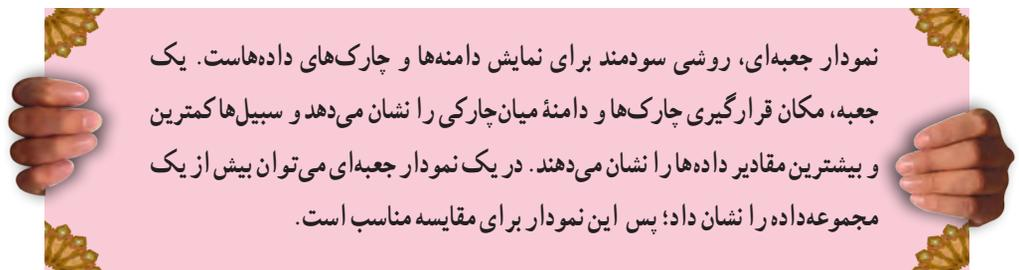 نمودار جعبه‌ای، روشی سودمند برای نمایش دامنه‌ها و چارک‌های داده‌هاست. یک
جعبه، مکان قرارگیری چارک‌ها و دامنهٔ میان‌چارکی را نشان می‌دهد و سبیل‌ها کمترین
و بیشترین مقادیر داده‌ها را نشان می‌دهند. در یک نمودار جعبه‌ای می‌توان بیش از یک
مجموعه‌داده را نشان داد؛ پس این نمودار برای مقایسه مناسب است.